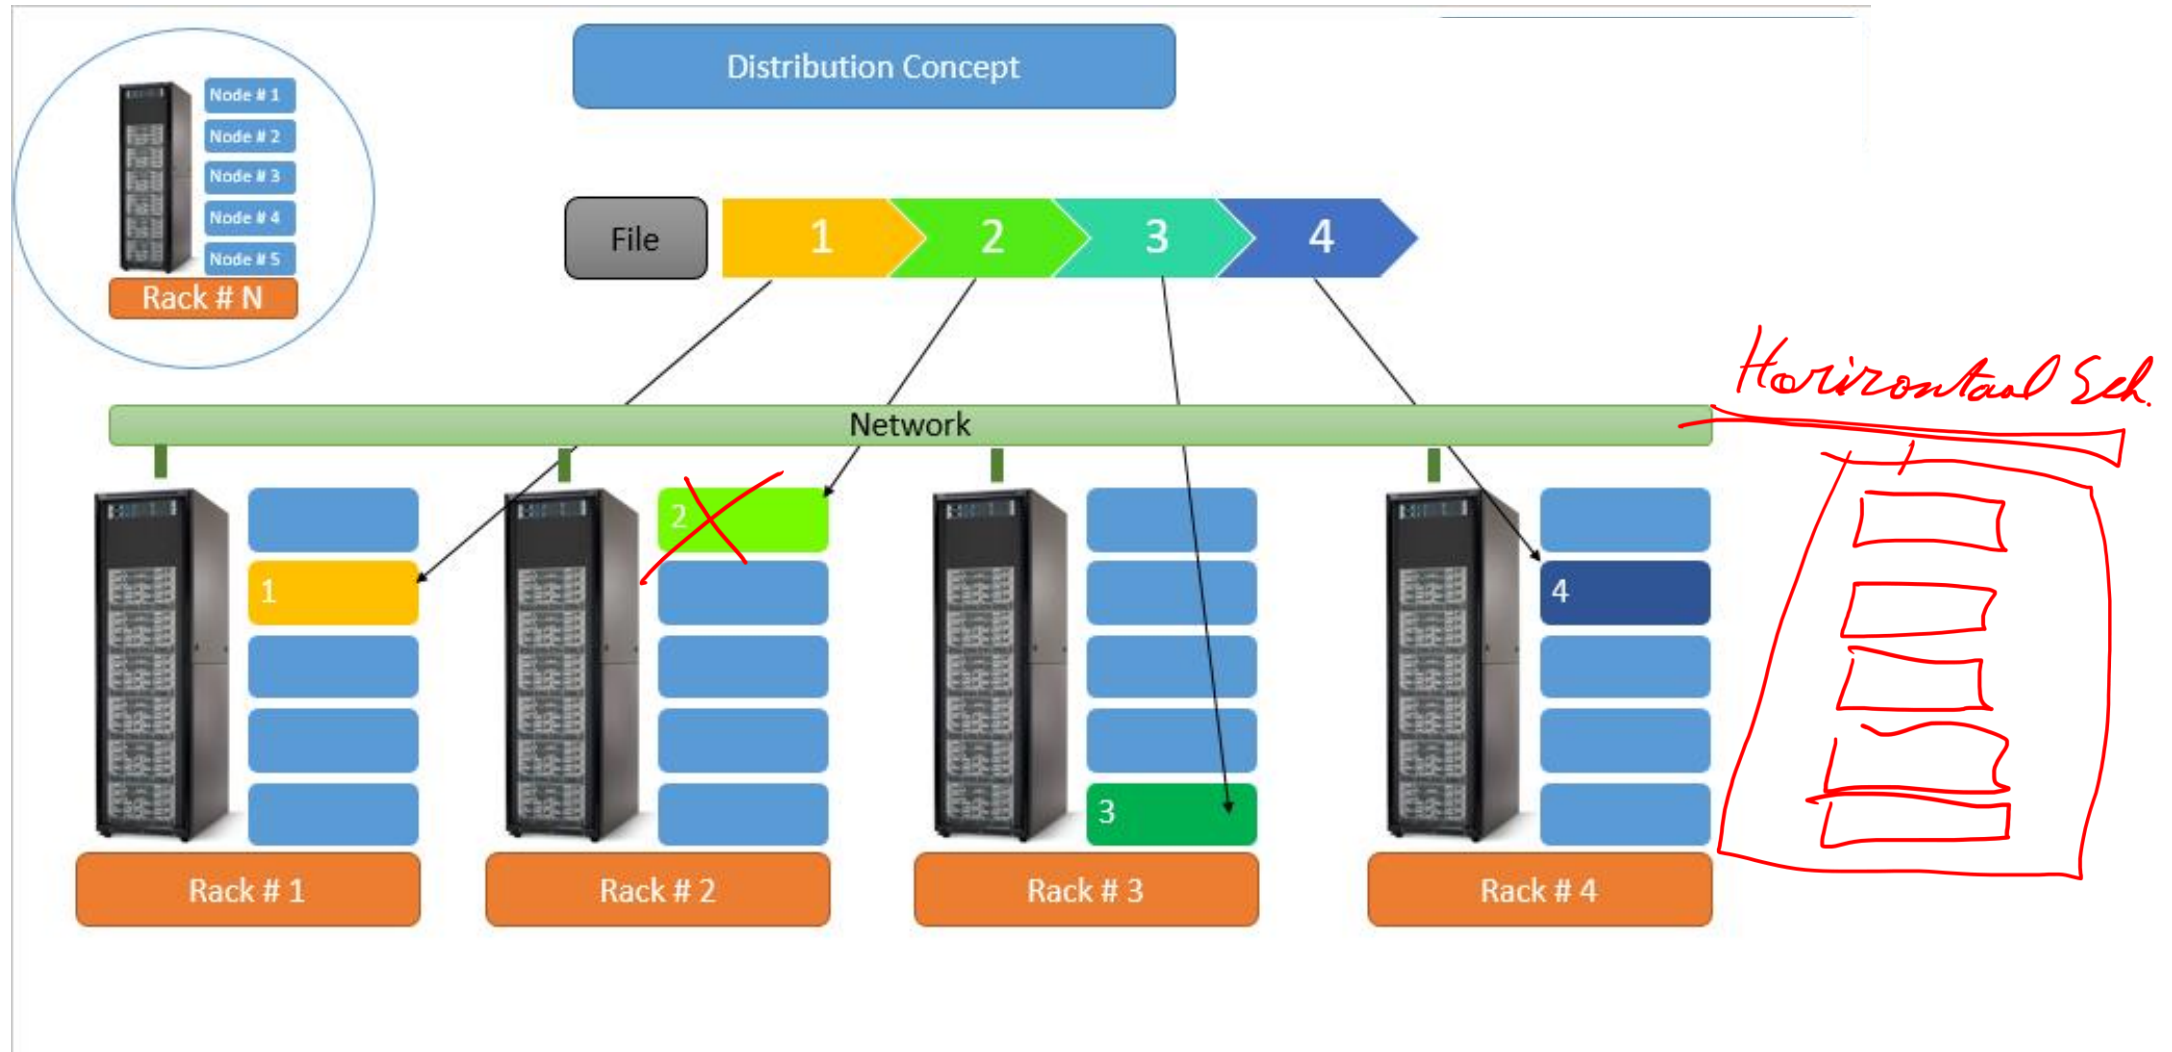 Distribution Concept
Node # 1
Node # 2
Node # 3
Node # 4
Node # 5
Rack # N
File
1
2
3
4
Horizontaal Sch.
Network
2
1
4
3
Rack # 1
Rack # 2
Rack # 3
Rack # 4